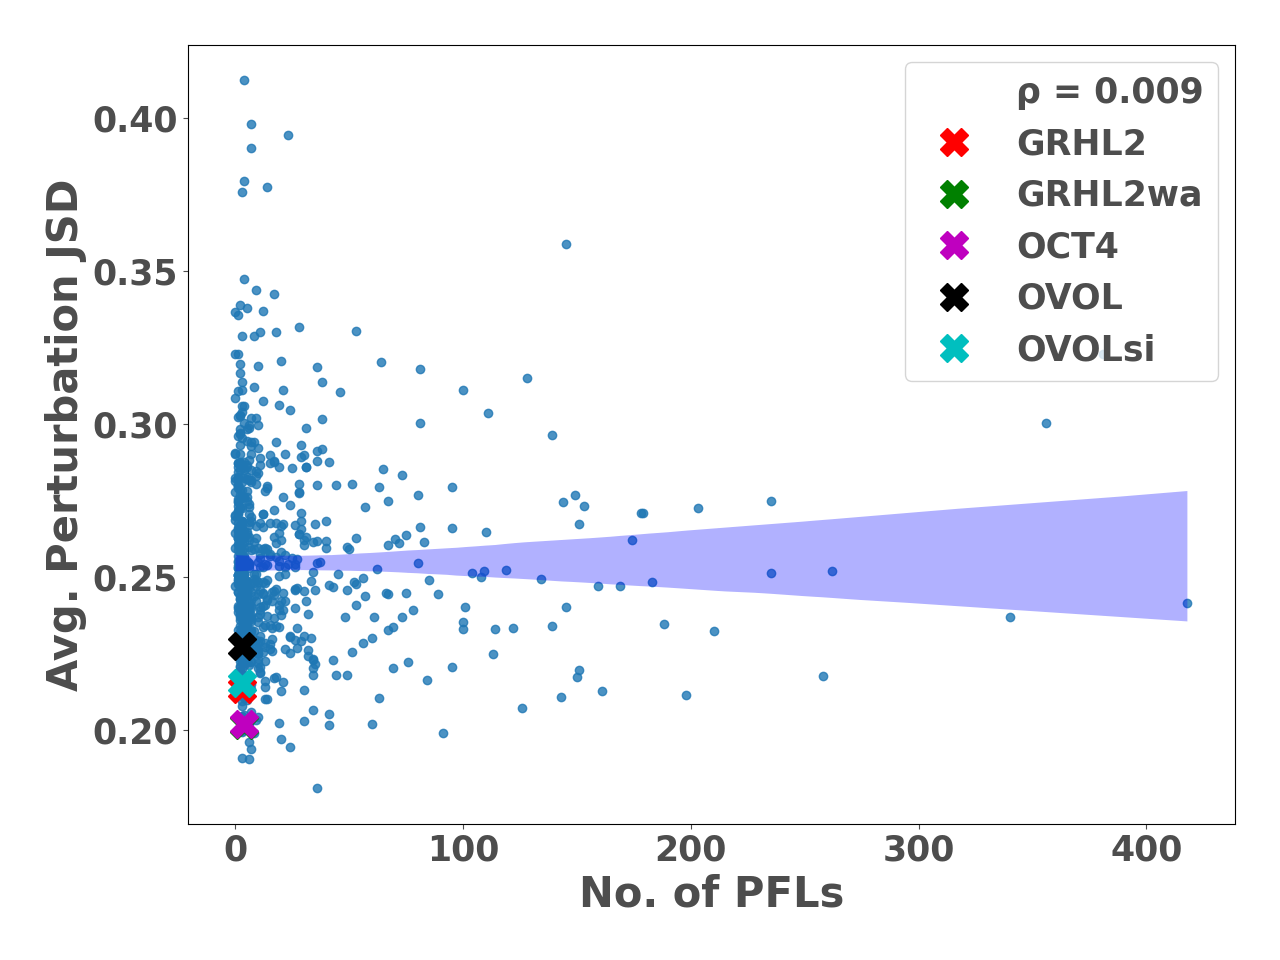 ρ = 0.009
GRHL2
GRHL2wa
OCT4
OVOL
OVOLsi
0.40
0.35
0.30
0.25
0.20
Avg. Perturbation JSD
0
100
200
300
400
No. of PFLs